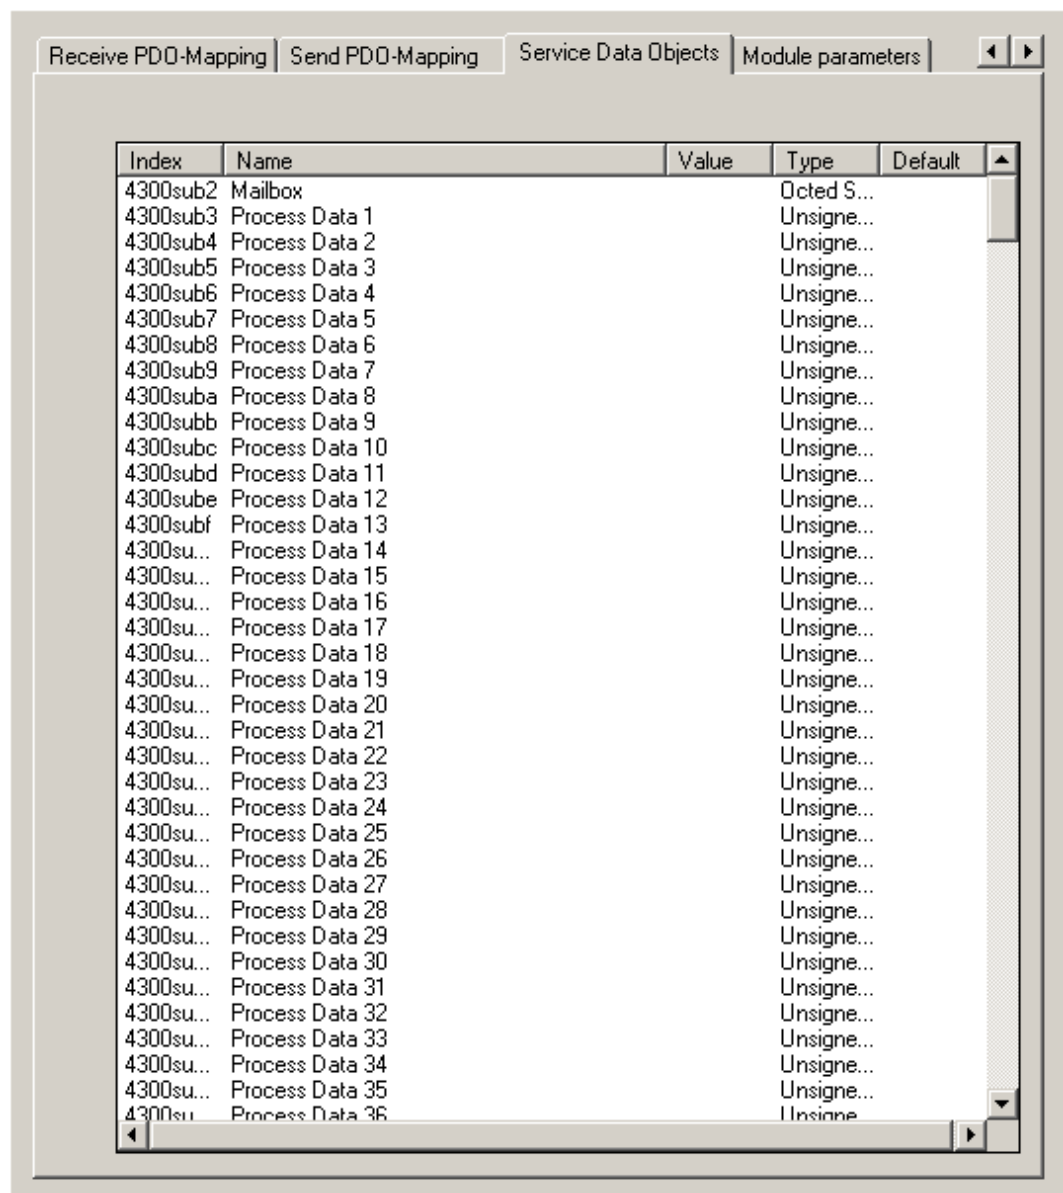 Receive PDO-Mapping Send PDO-Mapping Service Data Objects Module parameters
Index Name Value Type Default
4300sub2 Mailbox Octed S...
4300sub3 Process Data 1 Unsigne...
4300sub4 Process Data 2 Unsigne...
4300sub5 Process Data 3 Unsigne...
4300sub6 Process Data 4 Unsigne...
4300sub7 Process Data 5 Unsigne...
4300sub8 Process Data 6 Unsigne...
4300sub9 Process Data 7 Unsigne...
4300suba Process Data 8 Unsigne...
4300subb Process Data 9 Unsigne...
4300subc Process Data 10 Unsigne...
4300subd Process Data 11 Unsigne...
4300sube Process Data 12 Unsigne...
4300subf Process Data 13 Unsigne...
4300su... Process Data 14 Unsigne...
4300su... Process Data 15 Unsigne...
4300su... Process Data 16 Unsigne...
4300su... Process Data 17 Unsigne...
4300su... Process Data 18 Unsigne...
4300su... Process Data 19 Unsigne...
4300su... Process Data 20 Unsigne...
4300su... Process Data 21 Unsigne...
4300su... Process Data 22 Unsigne...
4300su... Process Data 23 Unsigne...
4300su... Process Data 24 Unsigne...
4300su... Process Data 25 Unsigne...
4300su... Process Data 26 Unsigne...
4300su... Process Data 27 Unsigne...
4300su... Process Data 28 Unsigne...
4300su... Process Data 29 Unsigne...
4300su... Process Data 30 Unsigne...
4300su... Process Data 31 Unsigne...
4300su... Process Data 32 Unsigne...
4300su... Process Data 33 Unsigne...
4300su... Process Data 34 Unsigne...
4300su... Process Data 35 Unsigne...
4300su Process Data 36 Unsigne